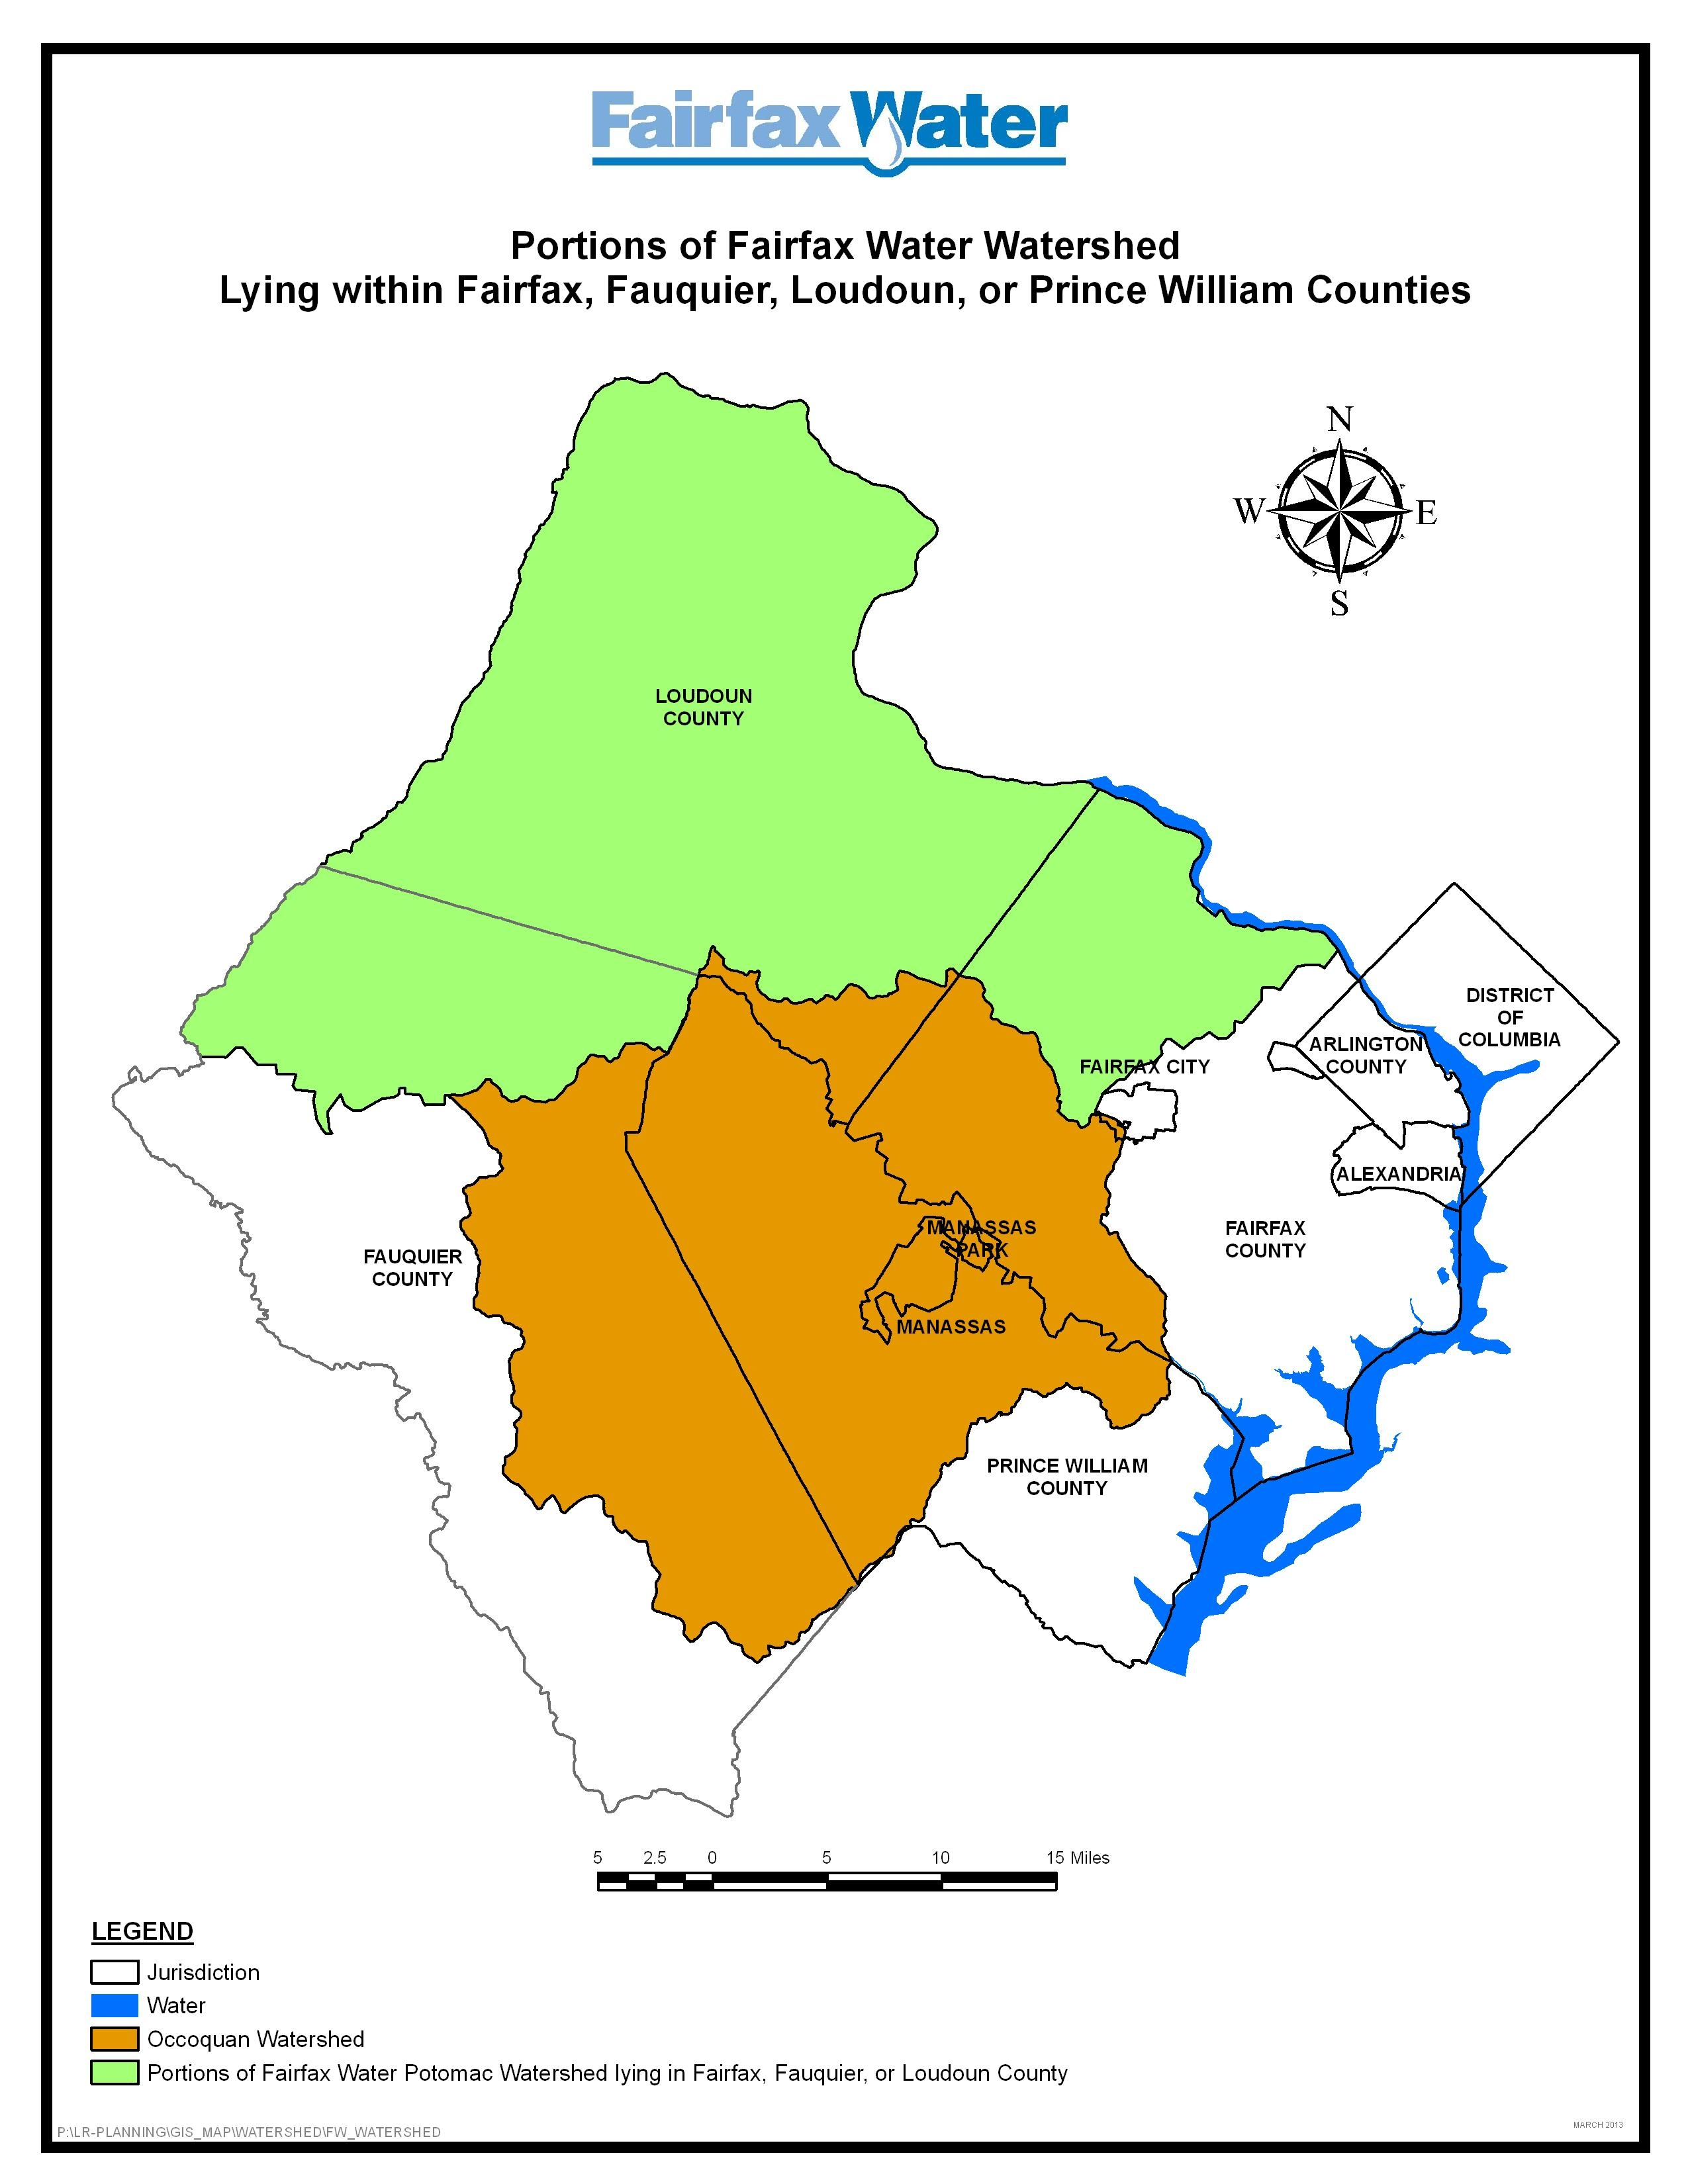 Fairfax Water
Portions of Fairfax Water Watershed
Lying within Fairfax, Fauquier, Loudoun, or Prince William Counties
N
W
E
S
LOUDOUN
COUNTY
DISTRICT
OF
COLUMBIA
ARLINGTON
COUNTY
FAIRFAX CITY
ALEXANDRIA
FAIRFAX
COUNTY
MANASSAS
PARK
FAUQUIER
COUNTY
MANASSAS
PRINCE WILLIAM
COUNTY
5 2.5 0 5 10 15 Miles
LEGEND
Jurisdiction
Water
Occoquan Watershed
Portions of Fairfax Water Potomac Watershed lying in Fairfax, Fauquier, or Loudoun County
P:\LR-PLANNING\GIS_MAP\WATERSHED\FW_WATERSHED
MARCH 2013